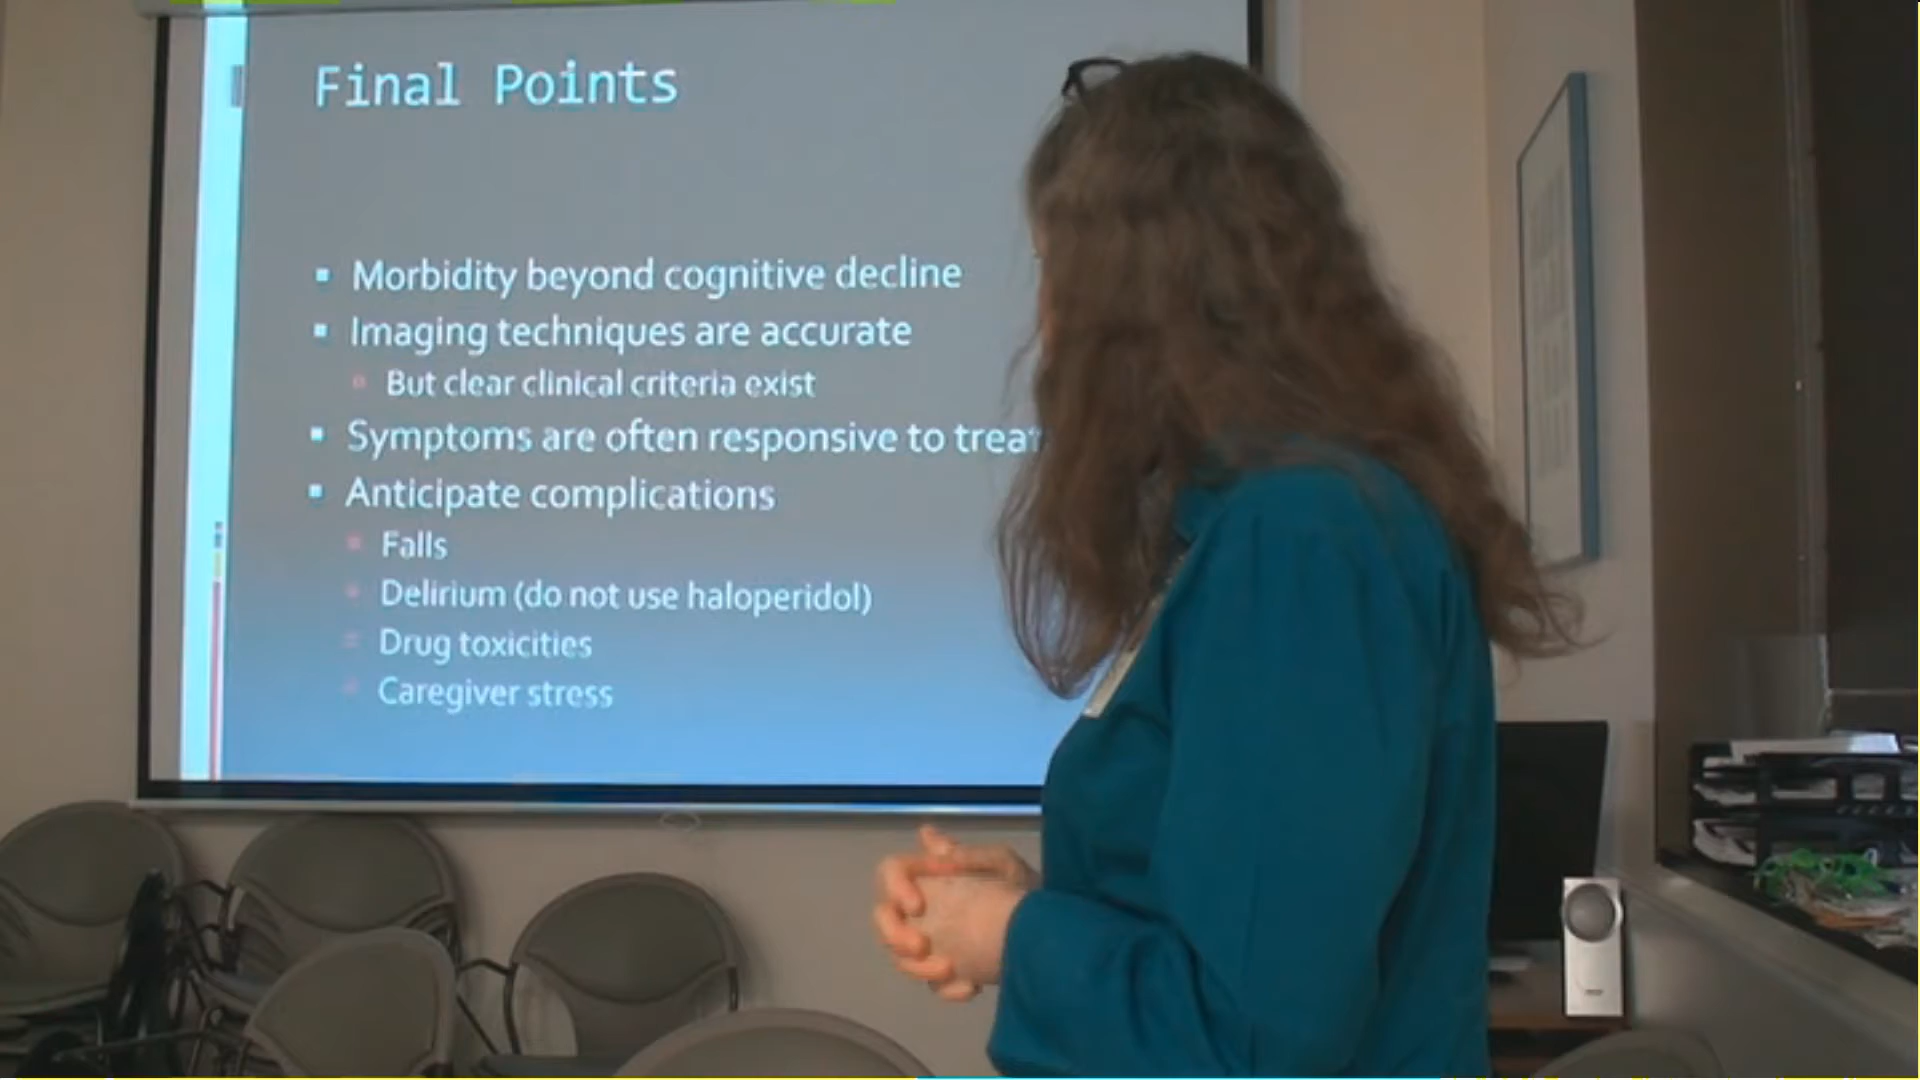 Final Points
Morbidity beyond cognitive decline
Imaging techniques are accurate
But clear clinical criteria exist
Symptoms are often responsive to
Anticipate complications
Falls
Delirium (do not use haloperidol)
Drug toxicities
Caregiver stress